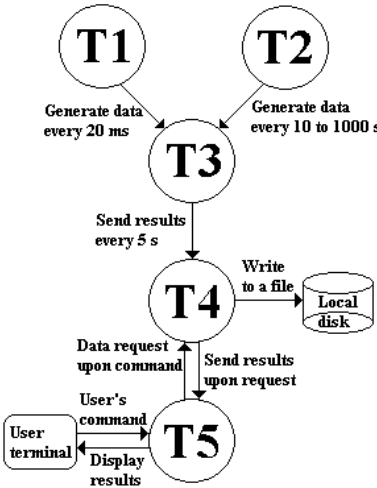 T1
T2
Generate data
every 20 ms
Generate data
every 10 to 1000 s
T3
Send results
every 5 s
T4
Write
to a file
Local
disk
Data request
upon command
Send results
upon request
User's
command
User
terminal
T5
Display
results